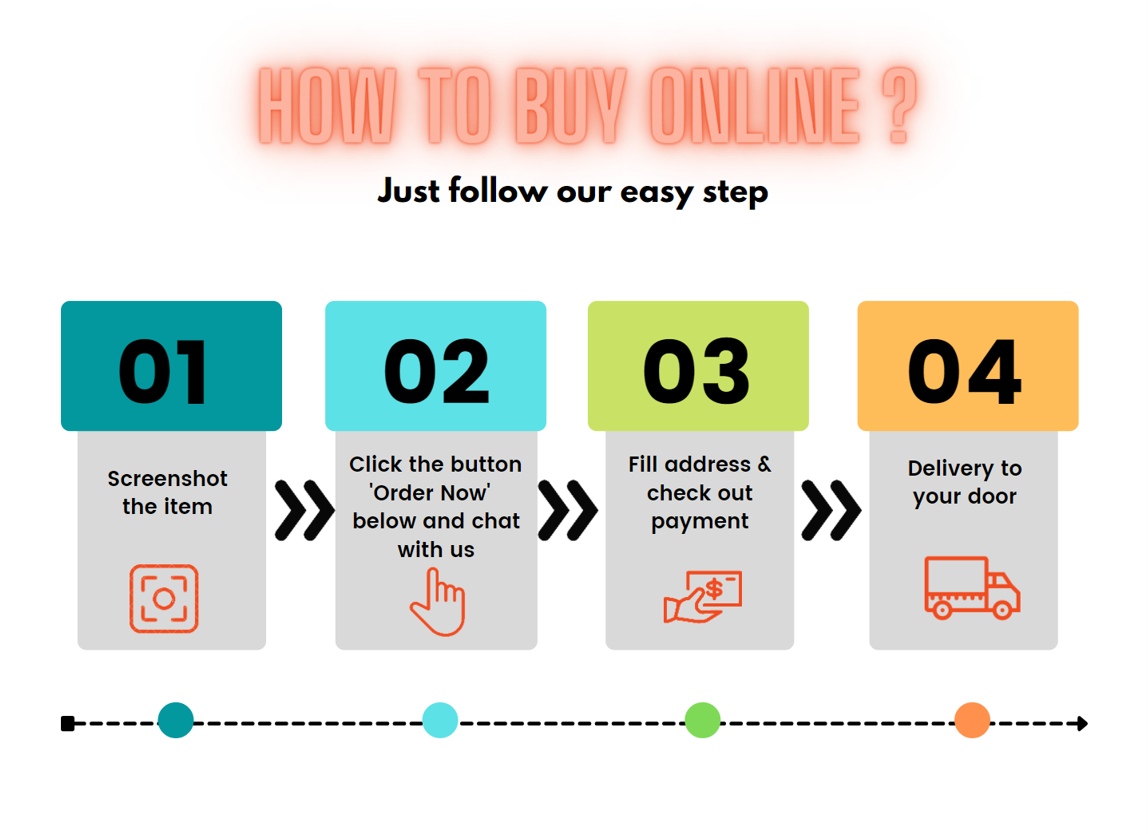 HOW TO BUY ONLINE ?
Just follow our easy step
01
Screenshot
the item
02
Click the button
'Order Now'
below and chat
with us
03
Fill address &
check out
payment
$
04
Delivery to
your door